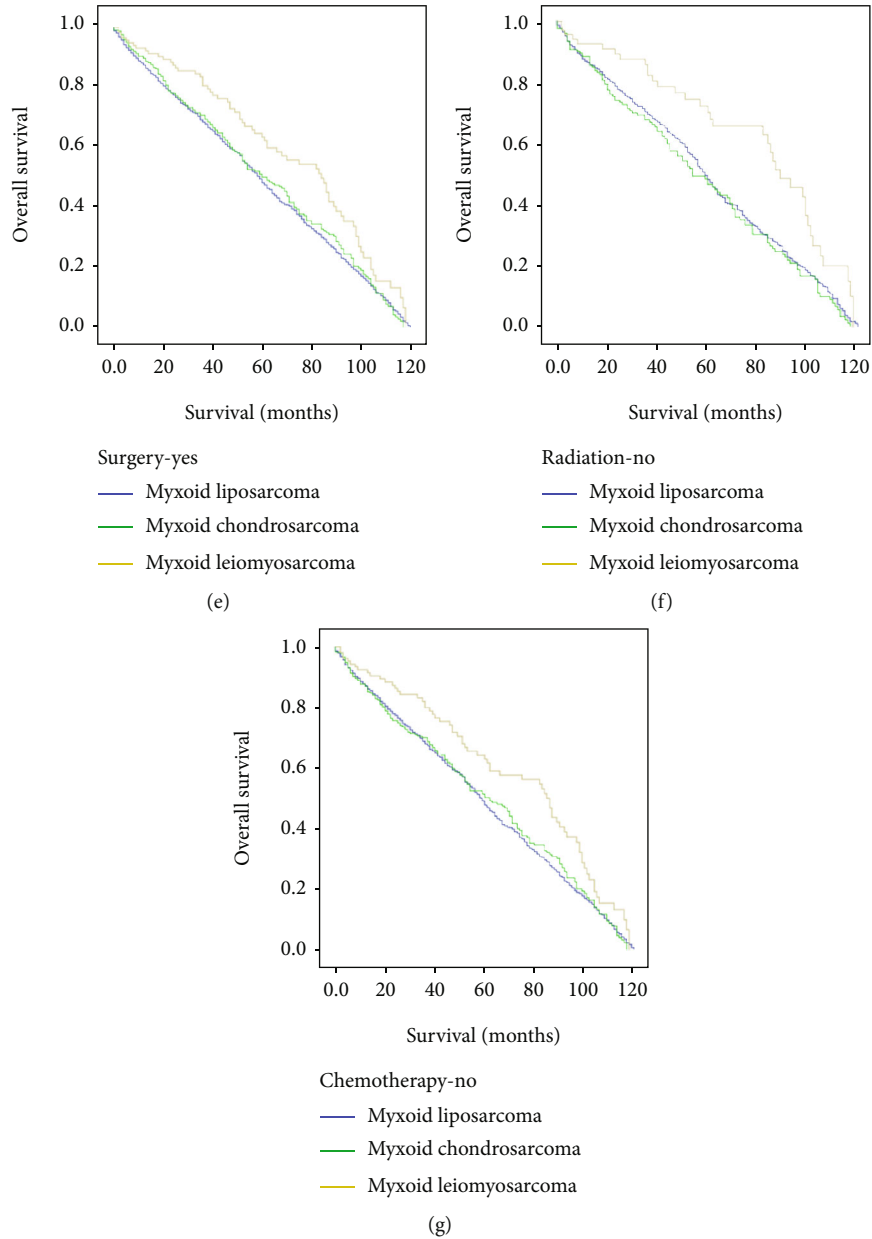 1.0
0.8
0.6
0.4
0.2
0.0
Overall survival
0.0 20 40 60 80 100 120
Survival (months)
Surgery-yes
Myxoid liposarcoma
Myxoid chondrosarcoma
Myxoid leiomyosarcoma
(e)
1.0
0.8
0.6
0.4
0.2
0.0
Overall survival
0.0 20 40 60 80 100 120
Survival (months)
Radiation-no
Myxoid liposarcoma
Myxoid chondrosarcoma
Myxoid leiomyosarcoma
(f)
1.0
0.8
0.6
0.4
0.2
0.0
Overall survival
0.0 20 40 60 80 100 120
Survival (months)
Chemotherapy-no
Myxoid liposarcoma
Myxoid chondrosarcoma
Myxoid leiomyosarcoma
(g)